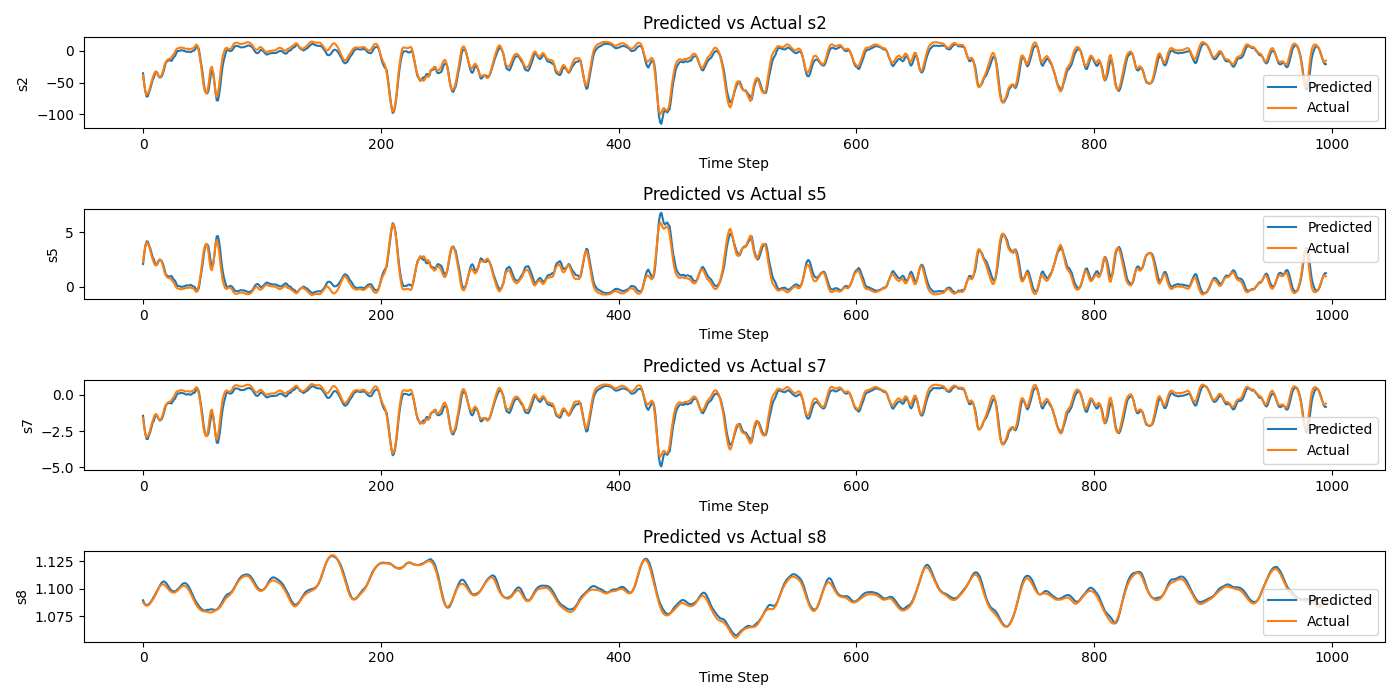 Predicted vs Actual s2
0
−50
−100
s2
Predicted
Actual
0 200 400 600 800 1000
Time Step
Predicted vs Actual s5
5
0
s5
Predicted
Actual
0 200 400 600 800 1000
Time Step
Predicted vs Actual s7
0.0
−2.5
−5.0
s7
Predicted
Actual
0 200 400 600 800 1000
Time Step
Predicted vs Actual s8
1.125
1.100
1.075
s8
Predicted
Actual
0 200 400 600 800 1000
Time Step